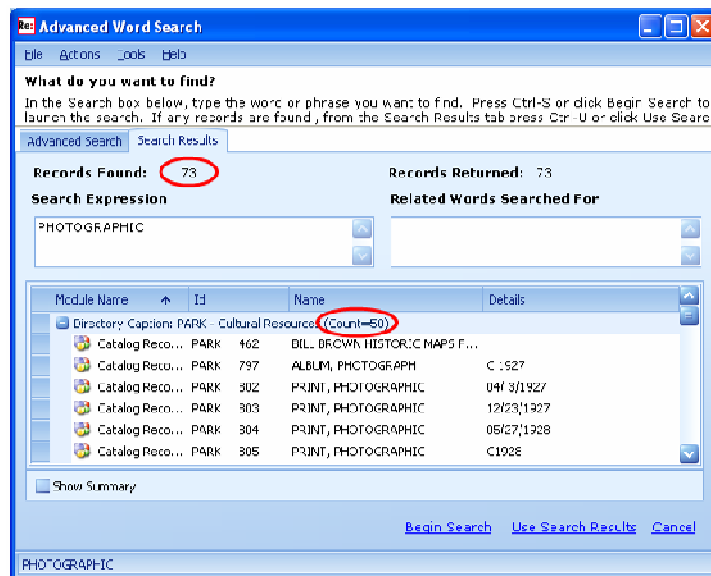 Re: Advanced Word Search
File Actions Tools Help
What do you want to find?
In the Search box below, type the word or phrase you want to find. Press Ctrl-S or click Begin Search to
launch the search. If any records are found, from the Search Results tab press Ctrl-U or click Use Searc
Advanced Search Search Results
Records Found: 73 Records Returned: 73
Search Expression Related Words Searched For
PHOTOGRAPHIC
Module Name Id Name Details
Directory Caption: PARK - Cultural Resources (Count=50)
Catalog Reco... PARK 462 BILL BROWN HISTORIC MAPS F...
Catalog Reco... PARK 797 ALBUM, PHOTOGRAPH C 1927
Catalog Reco... PARK 302 PRINT, PHOTOGRAPHIC 1927
Catalog Reco... PARK 303 PRINT, PHOTOGRAPHIC 12/23/1927
Catalog Reco... PARK 304 PRINT, PHOTOGRAPHIC 05/27/1928
Catalog Reco... PARK 305 PRINT, PHOTOGRAPHIC C1928
Show Summary
Begin Search Use Search Results Cancel
PHOTOGRAPHIC